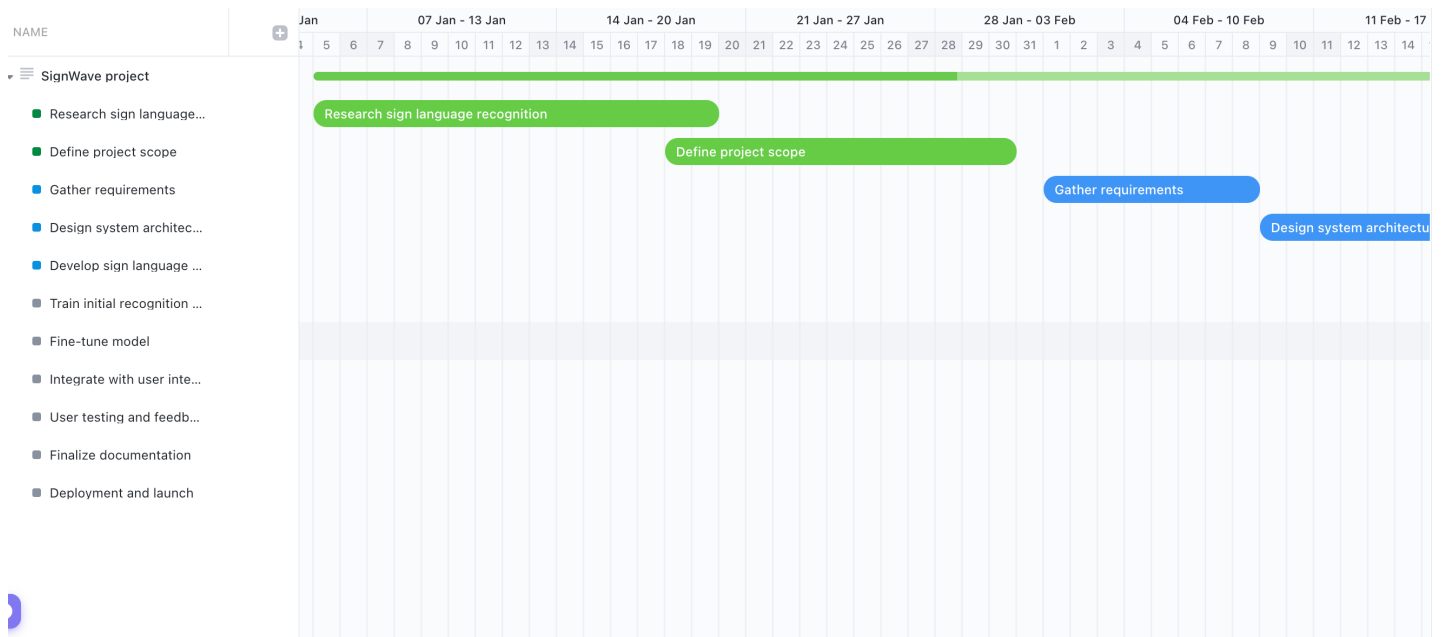 Jan 07 Jan - 13 Jan 14 Jan - 20 Jan 21 Jan - 27 Jan 28 Jan - 03 Feb 04 Feb - 10 Feb 11 Feb - 17
NAME
5 6 7 8 9 10 11 12 13 14 15 16 17 18 19 20 21 22 23 24 25 26 27 28 29 30 31 1 2 3 4 5 6 7 8 9 10 11 12 13 14
SignWave project
Research sign language... Research sign language recognition
Define project scope Define project scope
Gather requirements Gather requirements
Design system architec... Design system architectu
Develop sign language ...
Train initial recognition ...
Fine-tune model
Integrate with user inte...
User testing and feedb...
Finalize documentation
Deployment and launch